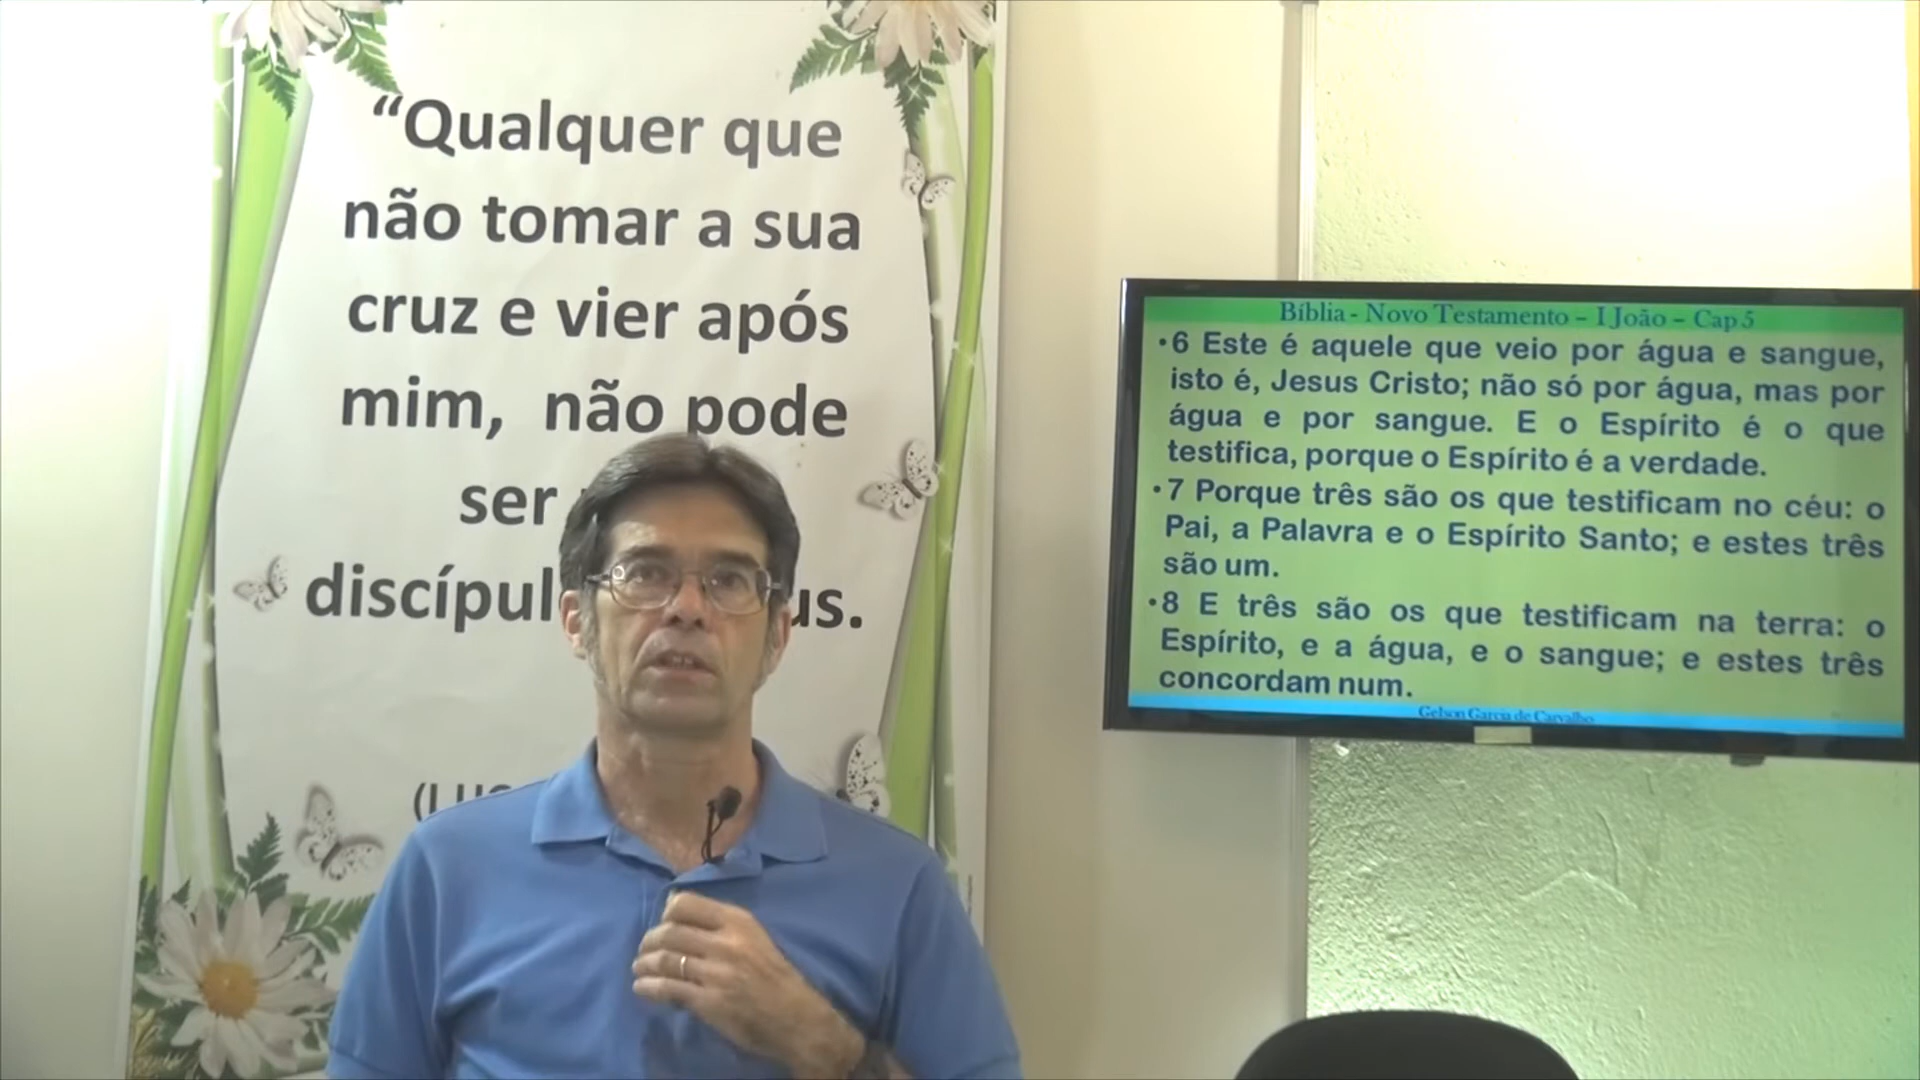 “Qualquer que
não tomar a sua
cruz e vier após
mim, não pode
ser
discípul us.
(LUC
Bíblia - Novo Testamento – I João – Cap 5
•6 Este é aquele que veio por água e sangue,
isto é, Jesus Cristo; não só por água, mas por
água e por sangue. E o Espírito é o que
testifica, porque o Espírito é a verdade.
•7 Porque três são os que testificam no céu: o
Pai, a Palavra e o Espírito Santo; e estes três
são um.
•8 E três são os que testificam na terra: o
Espírito, e a água, e o sangue; e estes três
concordam num.
Gelson Garcia de Carvalho